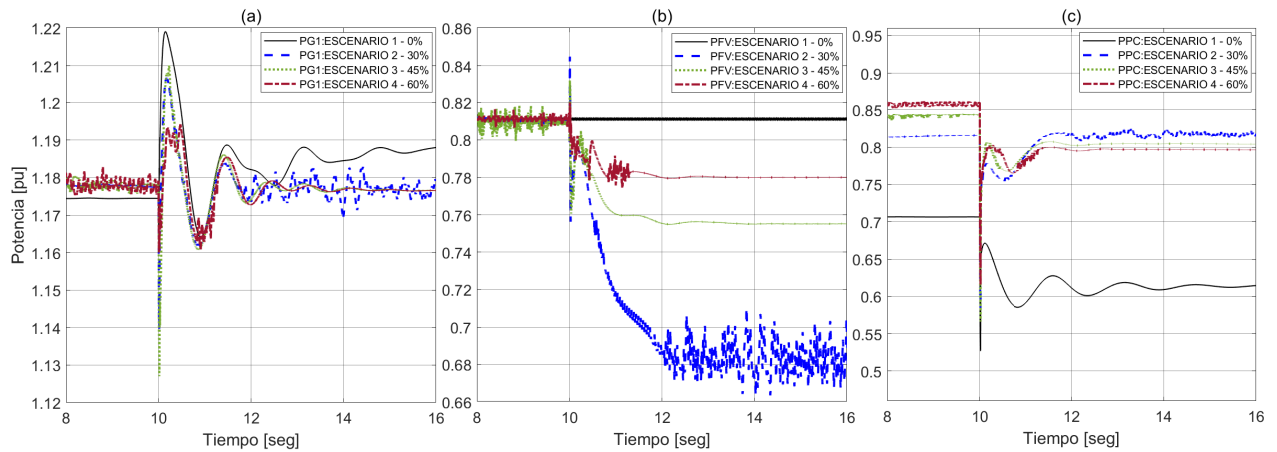 (a)
Potencia [pu]
1.22
1.21
1.2
1.19
1.18
1.17
1.16
1.15
1.14
1.13
1.12
PG1:ESCENARIO 1 - 0%
PG1:ESCENARIO 2 - 30%
PG1:ESCENARIO 3 - 45%
PG1:ESCENARIO 4 - 60%
8 10 12 14 16
Tiempo [seg]
(b)
0.86
0.84
0.82
0.8
0.78
0.76
0.74
0.72
0.7
0.68
0.66
PFV:ESCENARIO 1 - 0%
PFV:ESCENARIO 2 - 30%
PFV:ESCENARIO 3 - 45%
PFV:ESCENARIO 4 - 60%
8 10 12 14 16
Tiempo [seg]
(c)
0.95
0.9
0.85
0.8
0.75
0.7
0.65
0.6
0.55
0.5
PPC:ESCENARIO 1 - 0%
PPC:ESCENARIO 2 - 30%
PPC:ESCENARIO 3 - 45%
PPC:ESCENARIO 4 - 60%
8 10 12 14 16
Tiempo [seg]